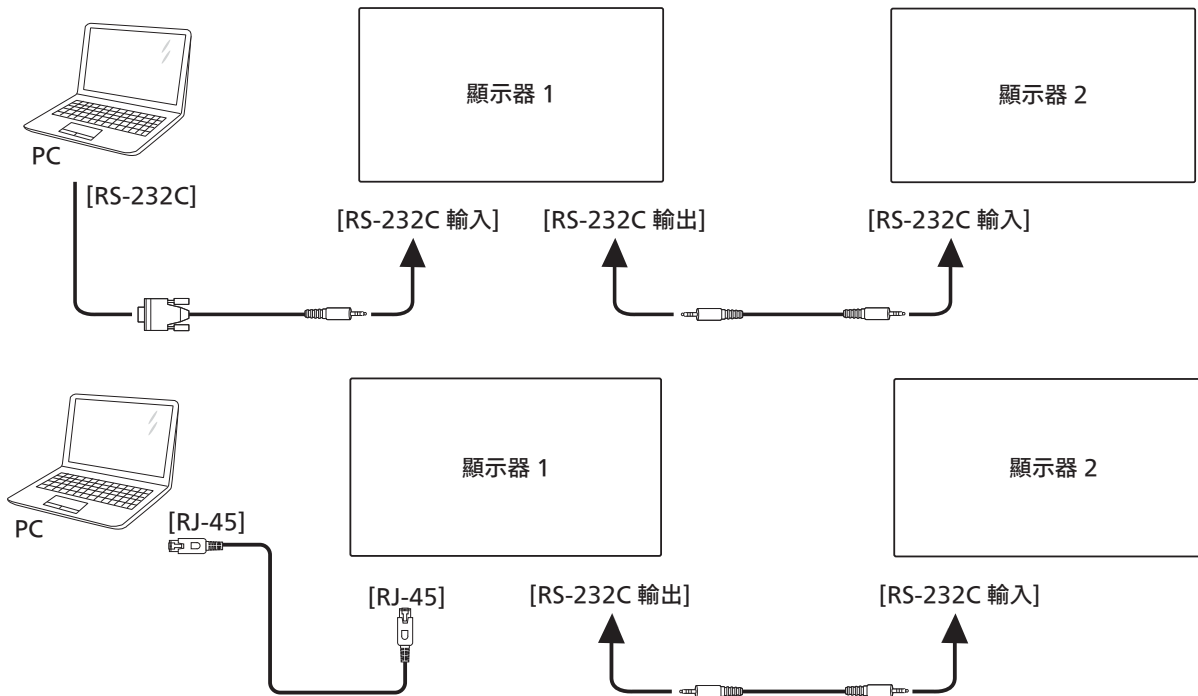 顯示器 1
顯示器 2
PC
[RS-232C]
[RS-232C 輸入]
[RS-232C 輸出]
[RS-232C 輸入]
顯示器 1
顯示器 2
PC
[RJ-45]
[RJ-45]
[RS-232C 輸出]
[RS-232C 輸入]